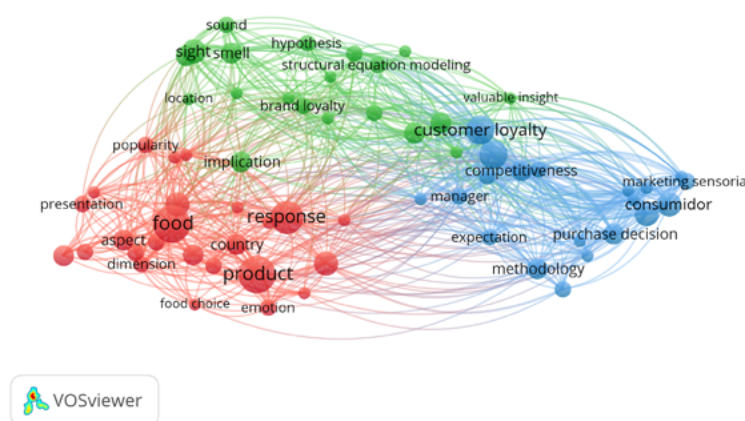 sound
sight smell
hypothesis
structural equation modeling
location
brand loyalty
valuable insight
customer loyalty
popularity
implication
competitiveness
marketing sensoria
presentation
manager
consumidor
food
response
aspect
country
expectation
purchase decision
dimension
product
methodology
food choice
emotion
VOSviewer